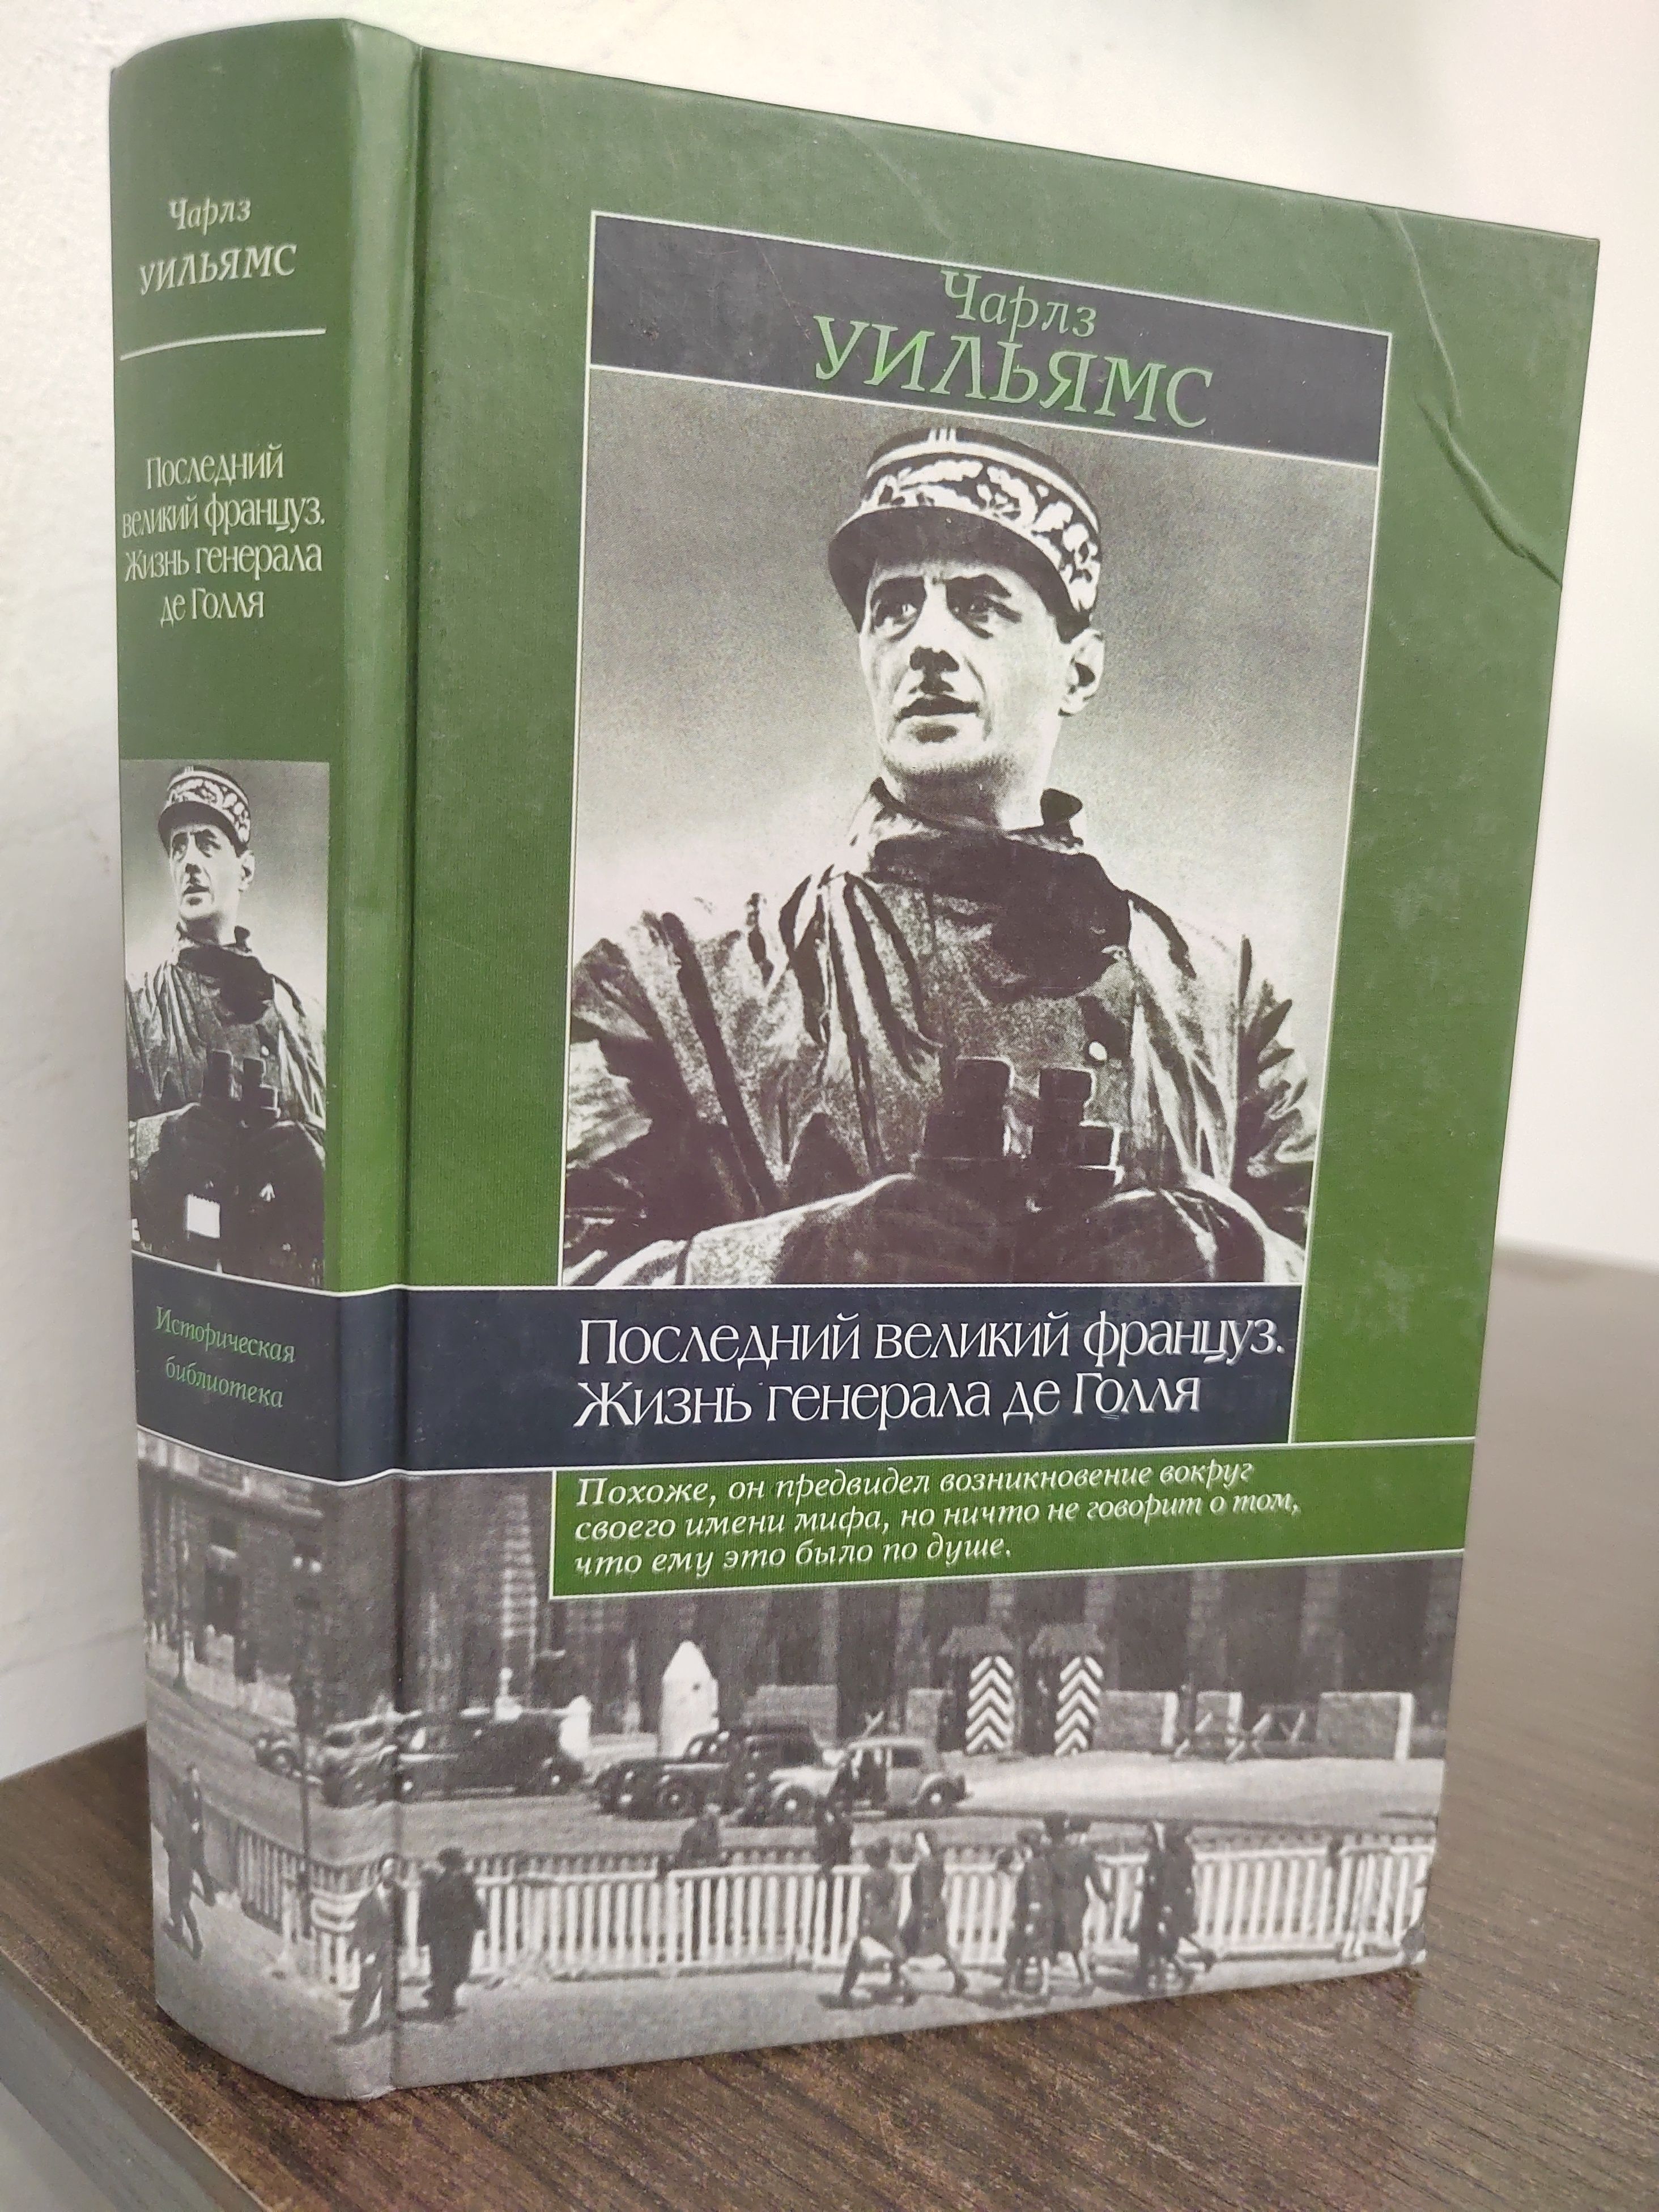 Чарлз
УИЛЬЯМС
Последний
великий француз.
Жизнь генерала
де Голля
Историческая
библиотека
Чарлз
УИЛЬЯМС
Последний великий француз.
Жизнь генерала де Голля
Похоже, он предвидел возникновение вокруг
своего имени мифа, но ничто не говорит о том,
что ему это было по душе.